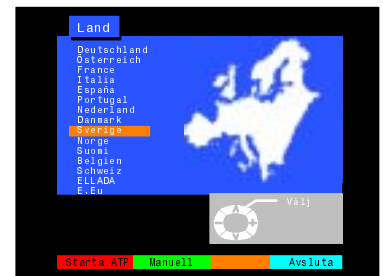 Land
Deutschland
Österreich
France
Italia
España
Portugal
Nederland
Danmark
Sverige
Norge
Suomi
Belgien
Schweiz
ELLADA
E.Eu
Välj
Starta ATP Manuell Avsluta